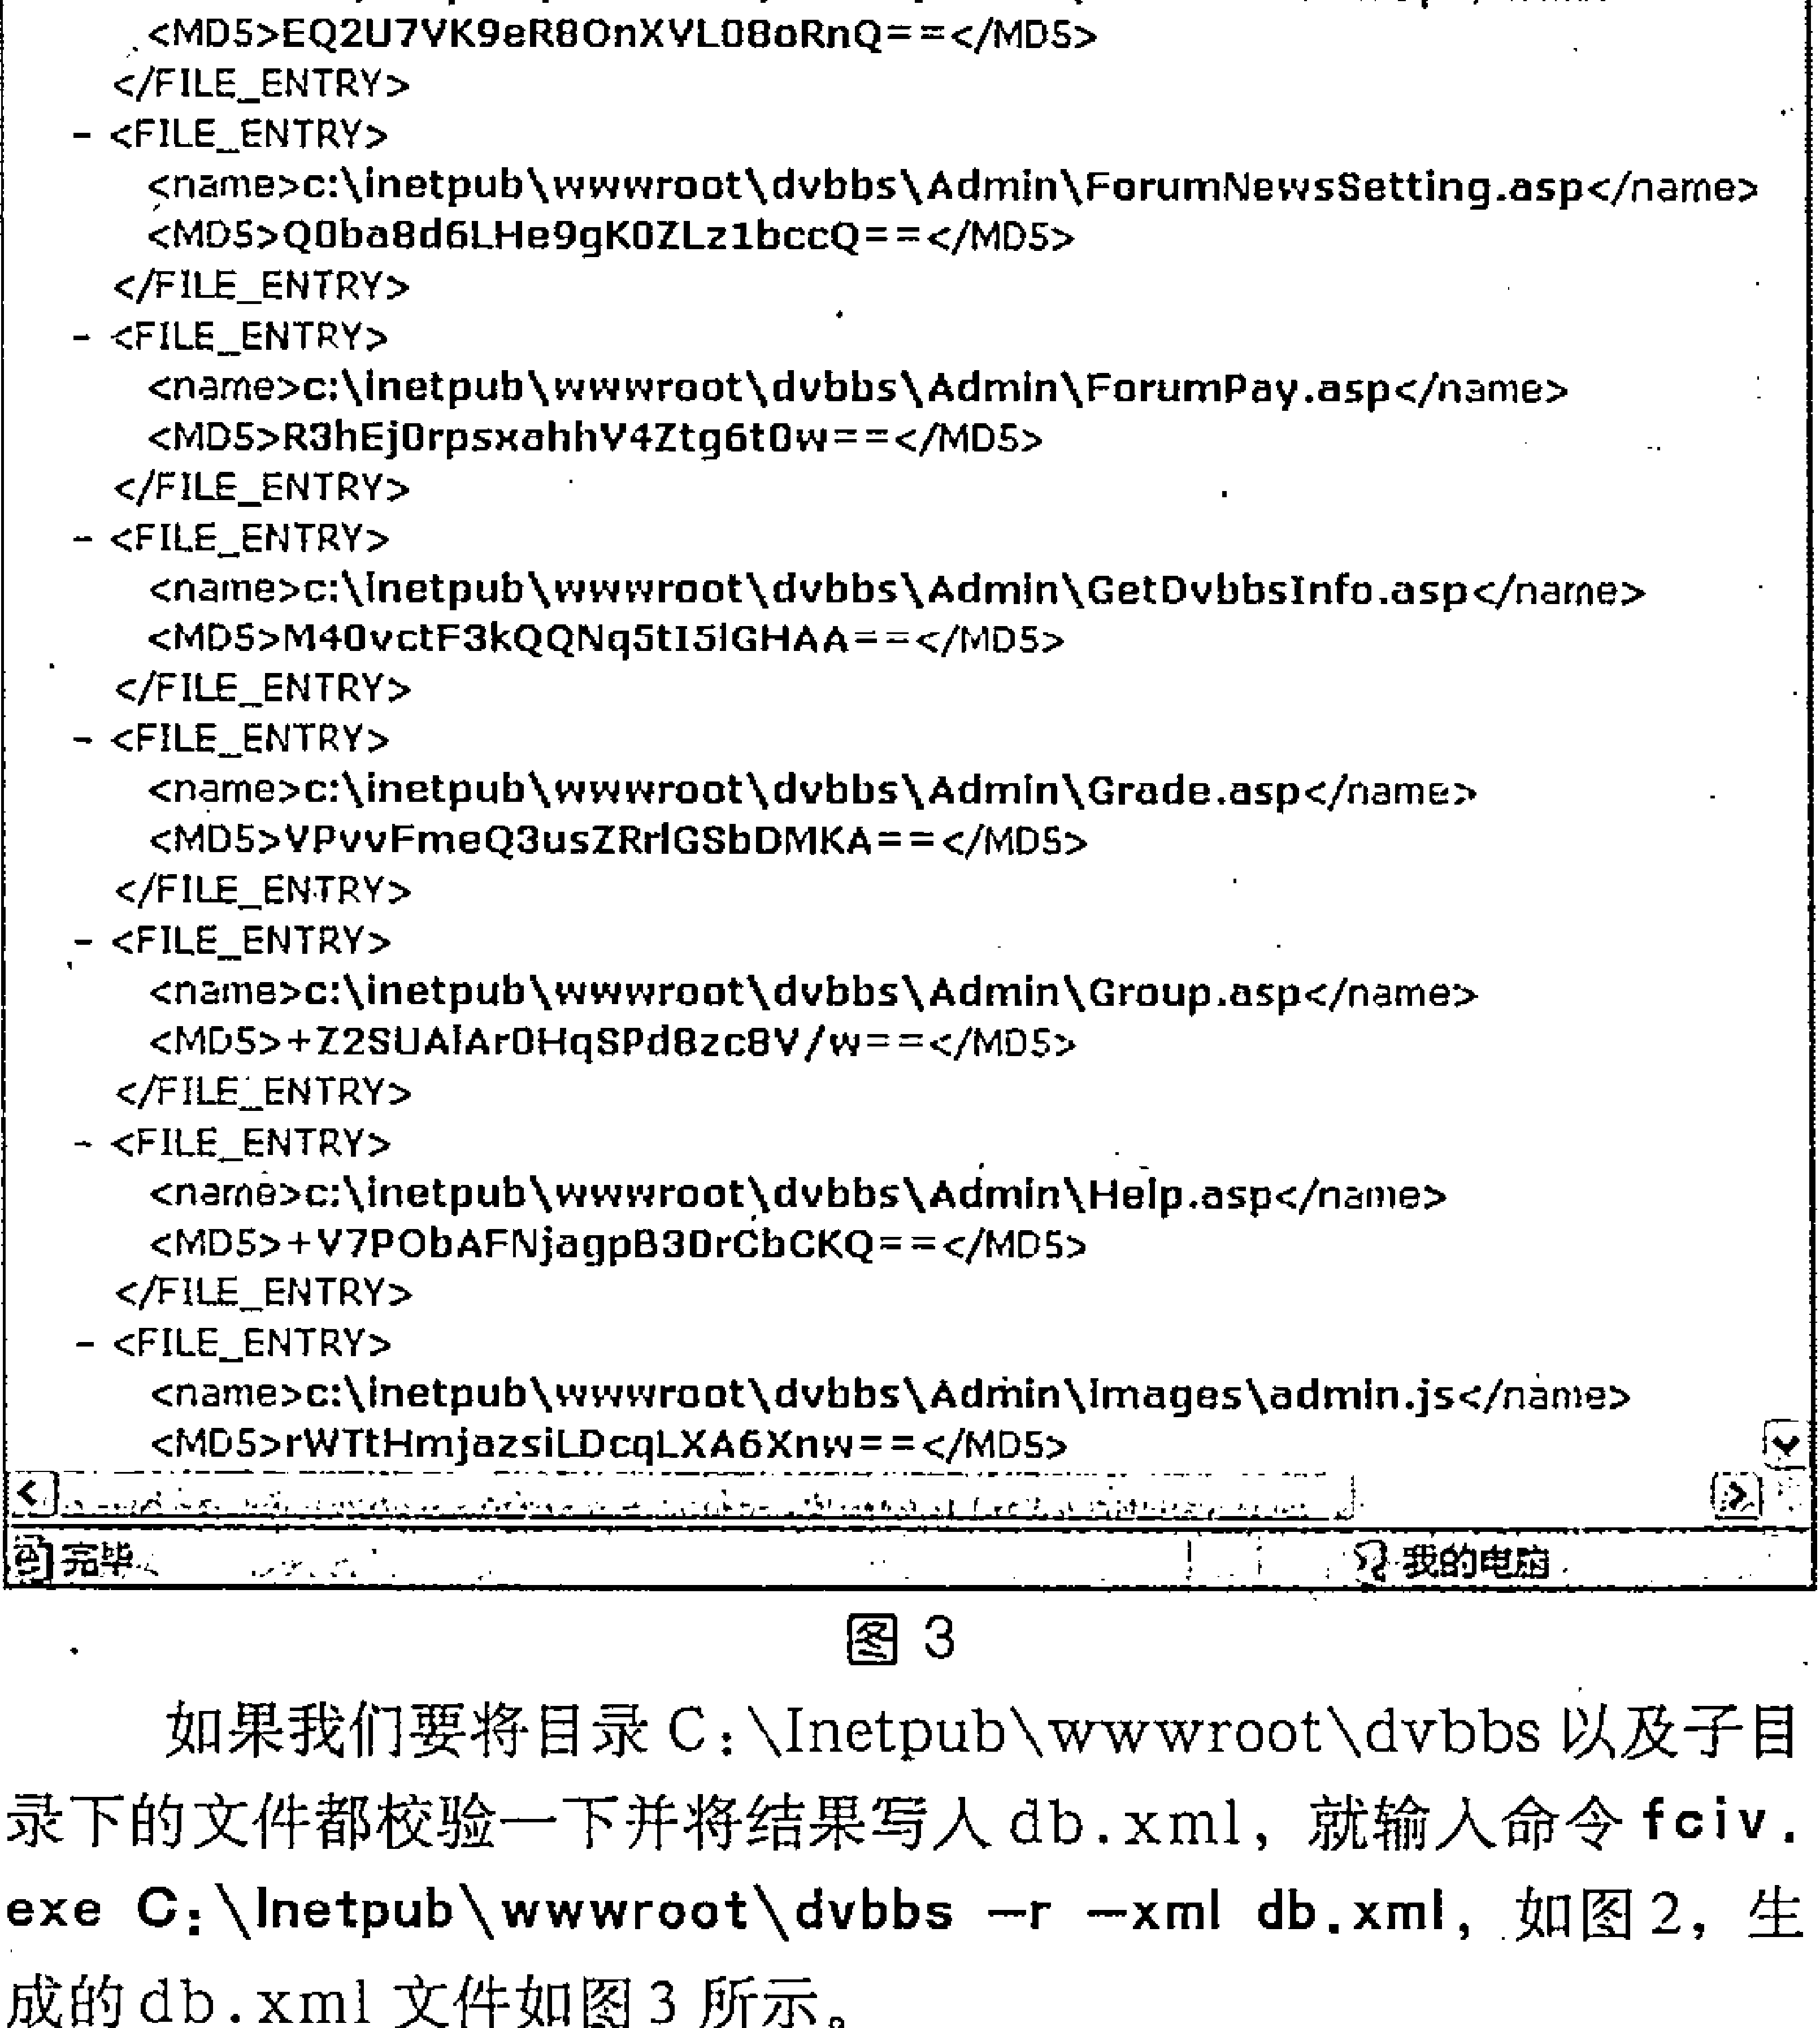 <MD5>EQ2U7VK9eR8OnXVL08oRnQ==</MD5>
</FILE_ENTRY>
- <FILE_ENTRY>
<name>c:\inetpub\wwwroot\dvbbs\Admin\ForumNewsSetting.asp</name>
<MD5>Q0ba8d6LHe9gK0ZLz1bccQ==</MD5>
</FILE_ENTRY>
- <FILE_ENTRY>
<name>c:\inetpub\wwwroot\dvbbs\Admin\ForumPay.asp</name>
<MD5>R3hEj0rpsxahhV4Ztg6t0w==</MD5>
</FILE_ENTRY>
- <FILE_ENTRY>
<name>c:\inetpub\wwwroot\dvbbs\Admin\GetDvbbsInfo.asp</name>
<MD5>M40vctF3kQQNq5tI5lGHAA==</MD5>
</FILE_ENTRY>
- <FILE_ENTRY>
<name>c:\inetpub\wwwroot\dvbbs\Admin\Grade.asp</name>
<MD5>VPvvFmeQ3usZRrlGSbDMKA==</MD5>
</FILE_ENTRY>
- <FILE_ENTRY>
<name>c:\inetpub\wwwroot\dvbbs\Admin\Group.asp</name>
<MD5>+Z2SUAlAr0HqSPd8zc8V/w==</MD5>
</FILE_ENTRY>
- <FILE_ENTRY>
<name>c:\inetpub\wwwroot\dvbbs\Admin\Help.asp</name>
<MD5>+V7PObAFNjagpB30rCbCKQ==</MD5>
</FILE_ENTRY>
- <FILE_ENTRY>
<name>c:\inetpub\wwwroot\dvbbs\Admin\Images\admin.js</name>
<MD5>rWTtHmjazsiLDcqLXA6Xnw==</MD5>
完毕 我的电脑
图 3
如果我们要将目录 C:\Inetpub\wwwroot\dvbbs 以及子目
录下的文件都校验一下并将结果写入 db.xml，就输入命令 fciv.
exe C:\Inetpub\wwwroot\dvbbs -r -xml db.xml，如图 2，生
成的 db.xml 文件如图 3 所示。